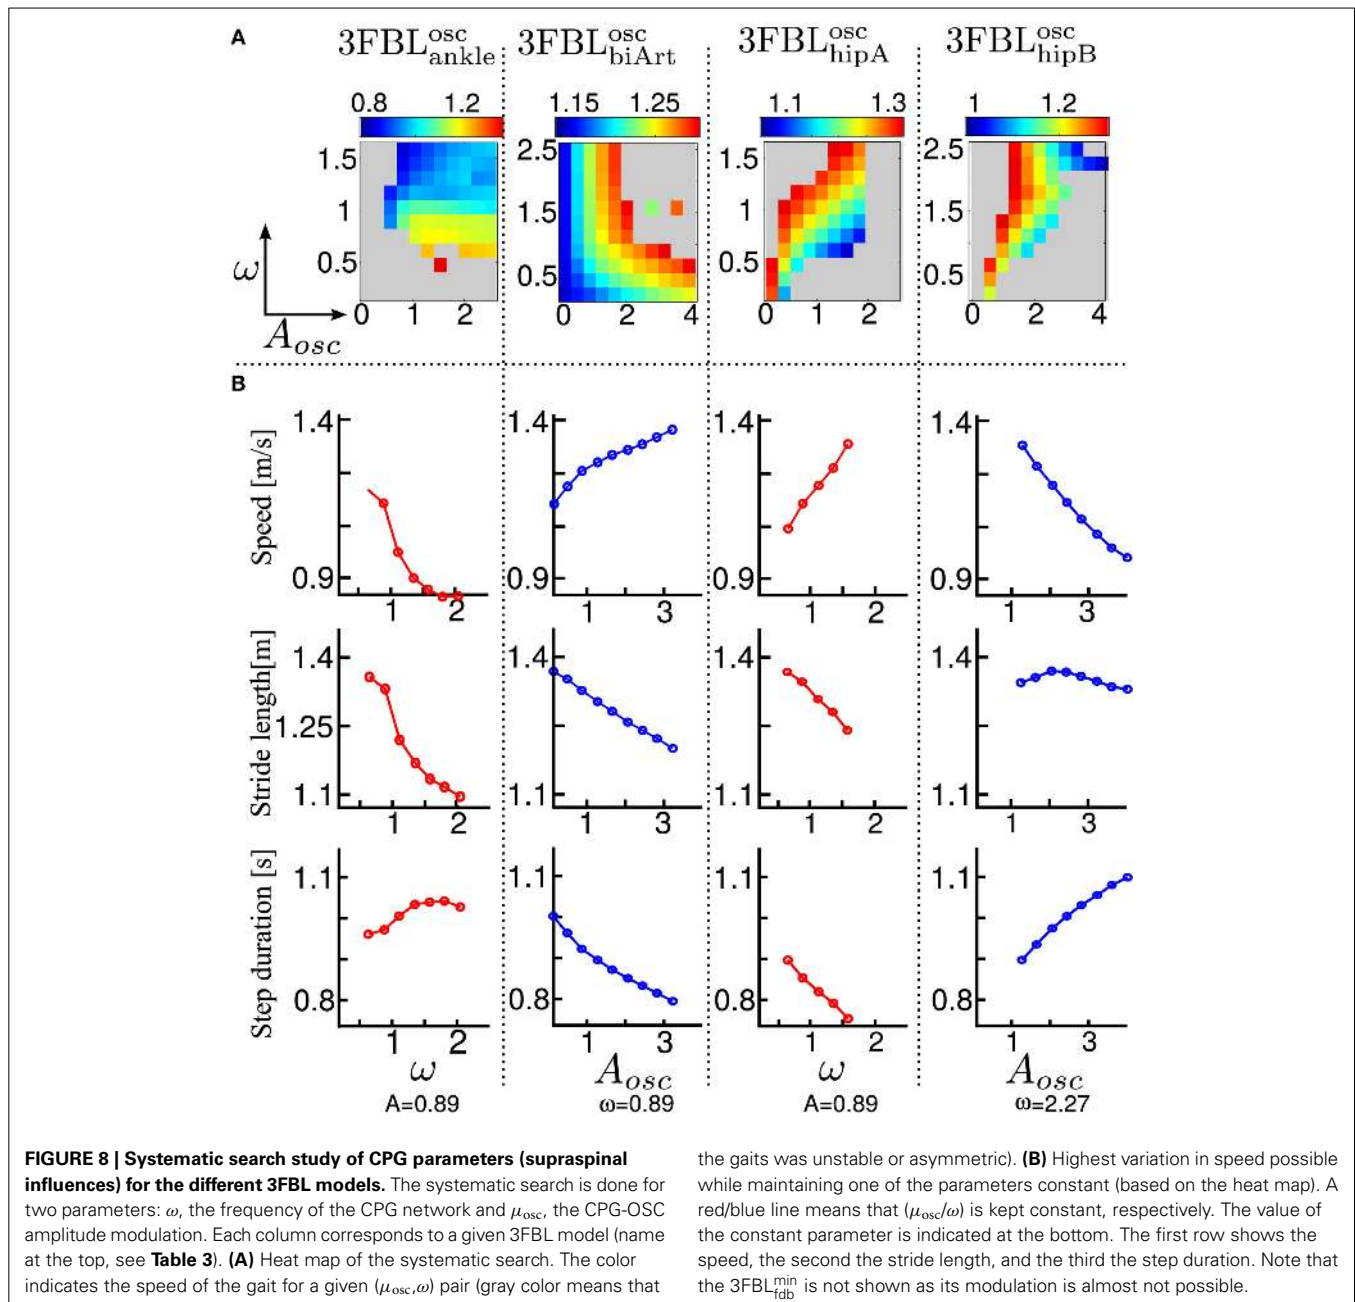 A
3FBL^osc_ankle 3FBL^osc_biArt 3FBL^osc_hipA 3FBL^osc_hipB
0.8 1.2 1.15 1.25 1.1 1.3 1 1.2
1.5 2.5 1.5 2.5
1 1.5 1 1.5
0.5 0.5 0.5 0.5
0 1 2 0 2 4 0 1 2 0 2 4
ω
A_osc
B
Speed [m/s]
1.4 1.4 1.4
0.9 0.9 0.9 0.9
1.4
1 2 1 3 1 2 1 3
Stride length[m]
1.4 1.4 1.4 1.4
1.25
1.1 1.1 1.1 1.1
1 2 1 3 1 2 1 3
Step duration [s]
1.1 1.1 1.1 1.1
0.8 0.8 0.8 0.8
1 2 1 3 1 2 1 3
ω A_osc ω A_osc
A=0.89 ω=0.89 A=0.89 ω=2.27
FIGURE 8 | Systematic search study of CPG parameters (supraspinal
influences) for the different 3FBL models. The systematic search is done for
two parameters: ω, the frequency of the CPG network and μ_osc, the CPG-OSC
amplitude modulation. Each column corresponds to a given 3FBL model (name
at the top, see Table 3). (A) Heat map of the systematic search. The color
indicates the speed of the gait for a given (μ_osc,ω) pair (gray color means that
the gaits was unstable or asymmetric). (B) Highest variation in speed possible
while maintaining one of the parameters constant (based on the heat map). A
red/blue line means that (μ_osc/ω) is kept constant, respectively. The value of
the constant parameter is indicated at the bottom. The first row shows the
speed, the second the stride length, and the third the step duration. Note that
the 3FBL^min_fdb is not shown as its modulation is almost not possible.